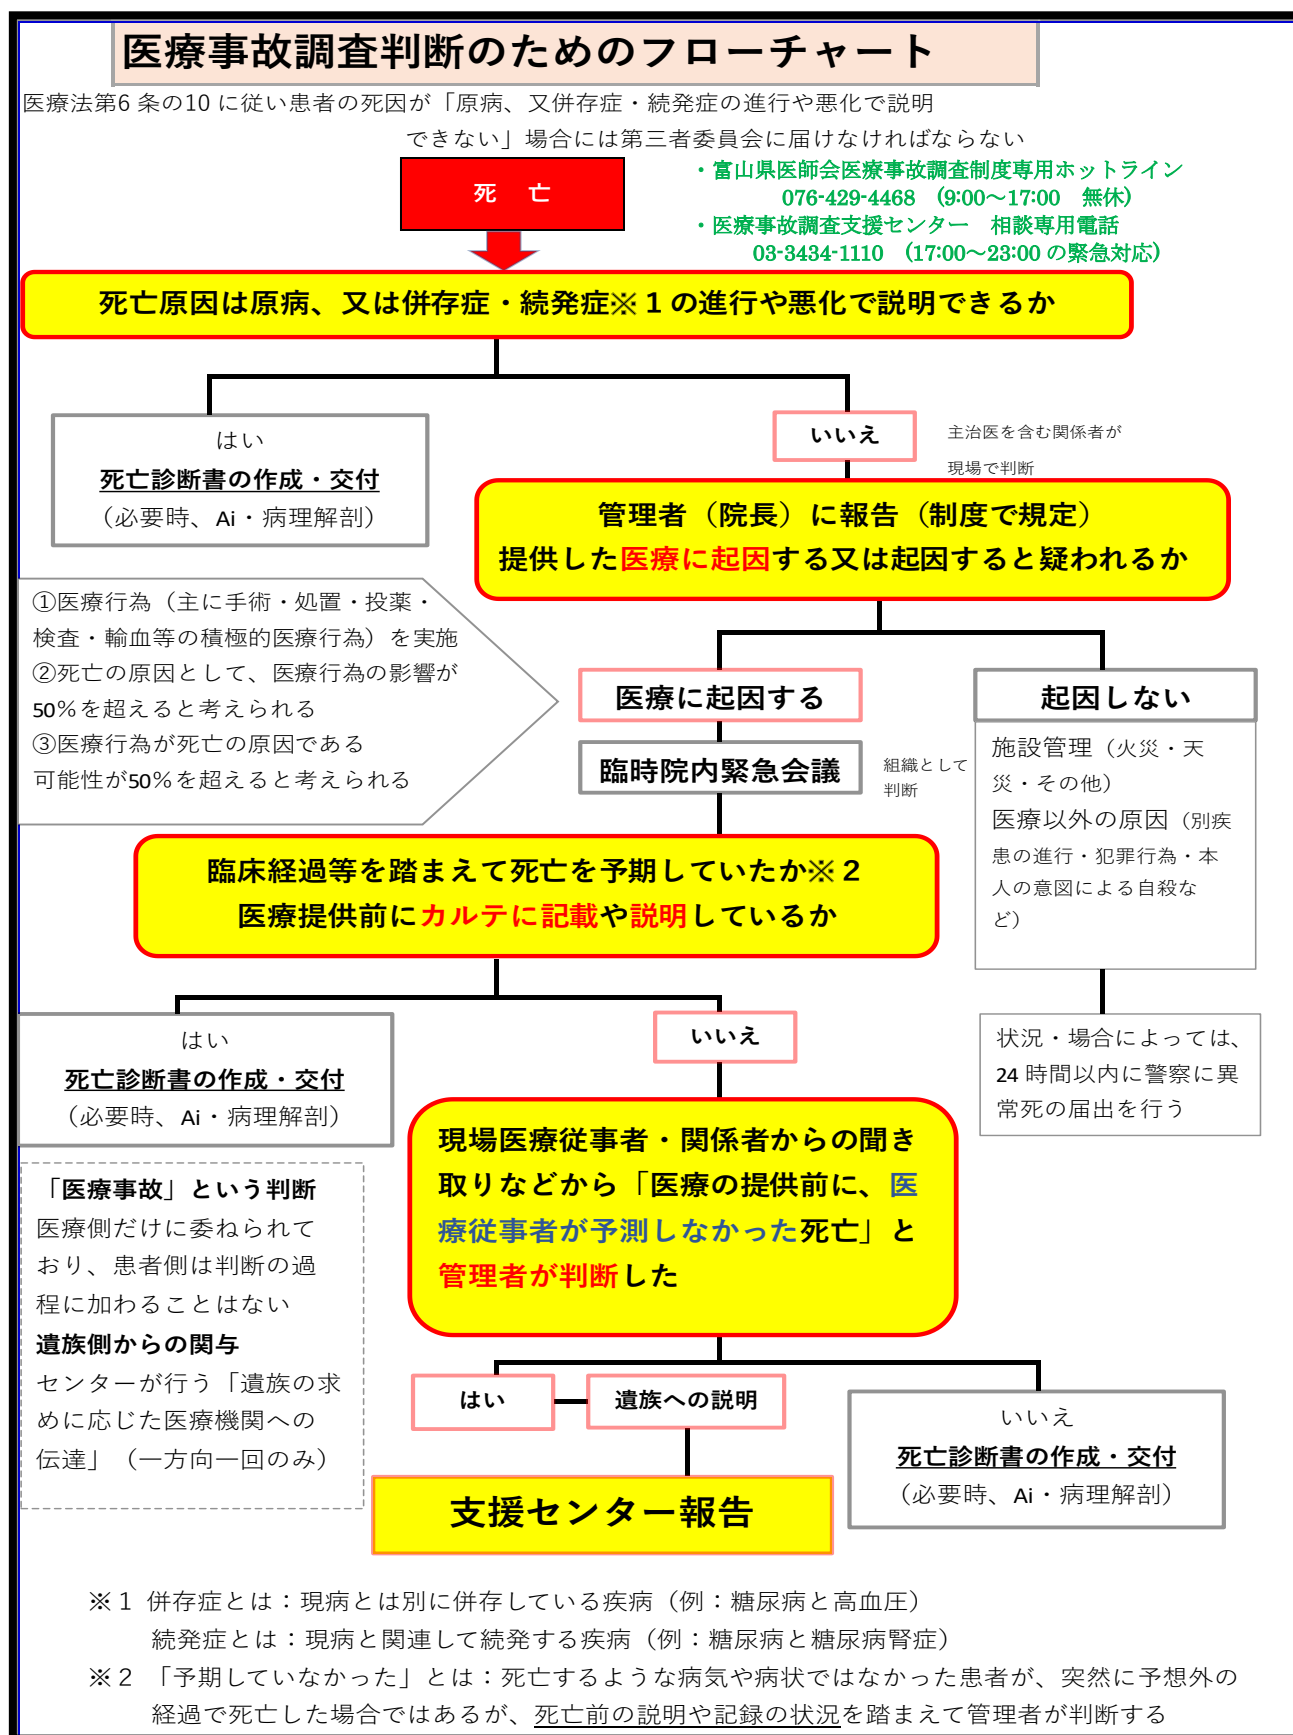 医療事故調査判断のためのフローチャート
医療法第6 条の10 に従い患者の死因が「原病、又併存症・続発症の進行や悪化で説明
できない」場合には第三者委員会に届けなければならない
死 亡
・富山県医師会医療事故調査制度専用ホットライン
076-429-4468 (9:00〜17:00 無休)
・医療事故調査支援センター 相談専用電話
03-3434-1110 (17:00〜23:00 の緊急対応)
死亡原因は原病、又は併存症・続発症※１の進行や悪化で説明できるか
はい
死亡診断書の作成・交付
（必要時、Ai・病理解剖）
いいえ
主治医を含む関係者が
現場で判断
管理者（院長）に報告（制度で規定）
提供した医療に起因する又は起因すると疑われるか
①医療行為（主に手術・処置・投薬・
検査・輸血等の積極的医療行為）を実施
②死亡の原因として、医療行為の影響が
50％を超えると考えられる
③医療行為が死亡の原因である
可能性が50％を超えると考えられる
医療に起因する
臨時院内緊急会議
組織として
判断
起因しない
施設管理（火災・天
災・その他）
医療以外の原因（別疾
患の進行・犯罪行為・本
人の意図による自殺な
ど）
臨床経過等を踏まえて死亡を予期していたか※２
医療提供前にカルテに記載や説明しているか
はい
死亡診断書の作成・交付
（必要時、Ai・病理解剖）
いいえ
状況・場合によっては、
24 時間以内に警察に異
常死の届出を行う
現場医療従事者・関係者からの聞き
取りなどから「医療の提供前に、医
療従事者が予測しなかった死亡」と
管理者が判断した
「医療事故」という判断
医療側だけに委ねられて
おり、患者側は判断の過
程に加わることはない
遺族側からの関与
センターが行う「遺族の求
めに応じた医療機関への
伝達」（一方向一回のみ）
はい
遺族への説明
いいえ
死亡診断書の作成・交付
（必要時、Ai・病理解剖）
支援センター報告
※１ 併存症とは：現病とは別に併存している疾病（例：糖尿病と高血圧）
続発症とは：現病と関連して続発する疾病（例：糖尿病と糖尿病腎症）
※２ 「予期していなかった」とは：死亡するような病気や病状ではなかった患者が、突然に予想外の
経過で死亡した場合ではあるが、死亡前の説明や記録の状況を踏まえて管理者が判断する